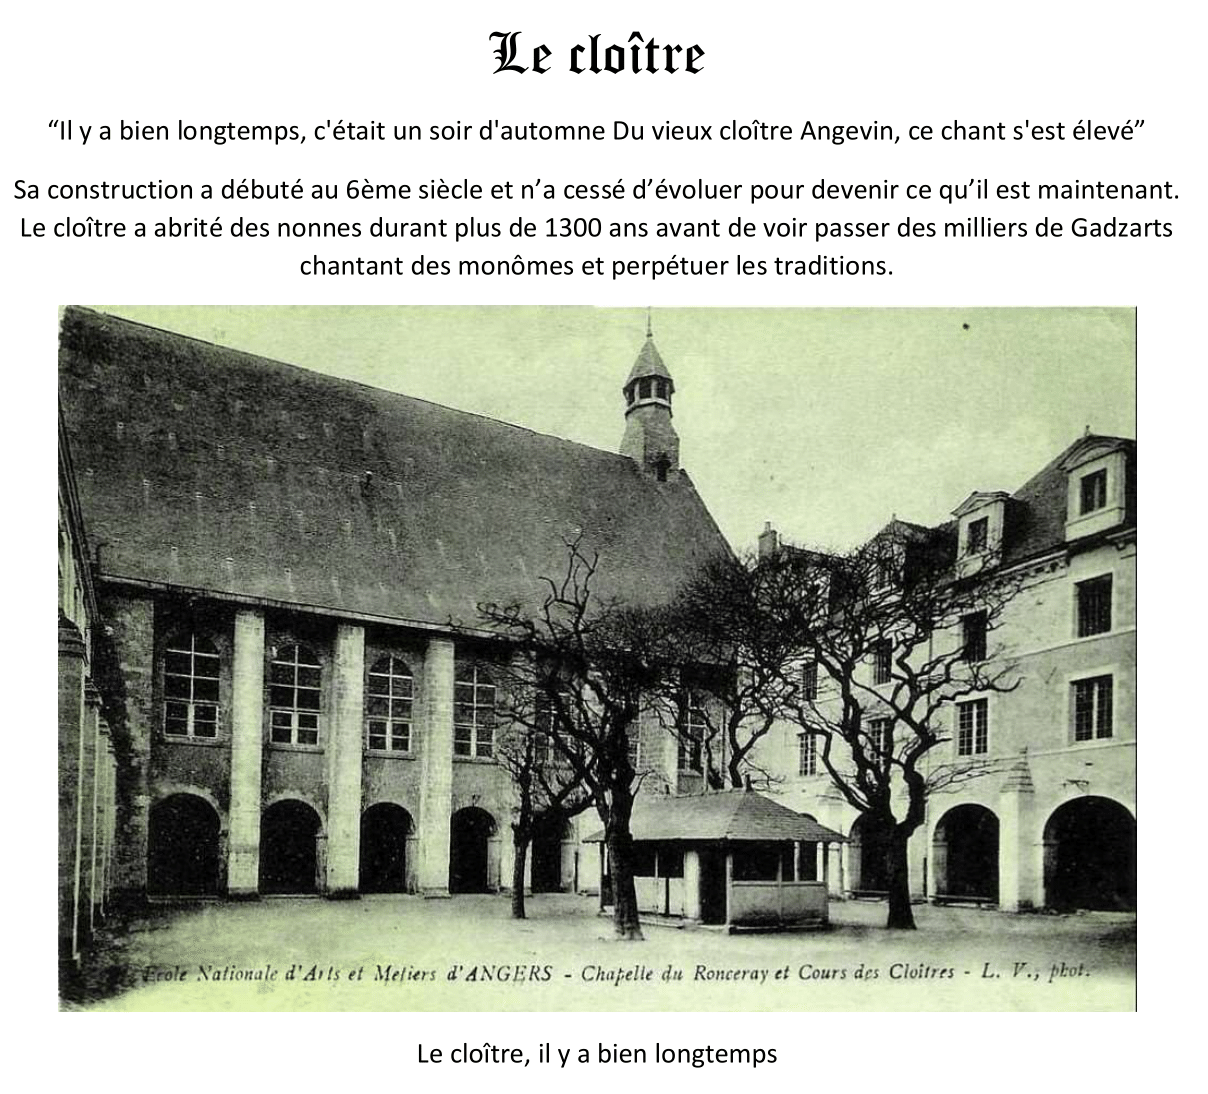 Le cloître
“Il y a bien longtemps, c'était un soir d'automne Du vieux cloître Angevin, ce chant s'est élevé”
Sa construction a débuté au 6ème siècle et n’a cessé d’évoluer pour devenir ce qu’il est maintenant.
Le cloître a abrité des nonnes durant plus de 1300 ans avant de voir passer des milliers de Gadzarts
chantant des monômes et perpétuer les traditions.
Ecole Nationale d'Arts et Metiers d'ANGERS - Chapelle du Ronceray et Cours des Cloîtres - L. V., phot.
Le cloître, il y a bien longtemps